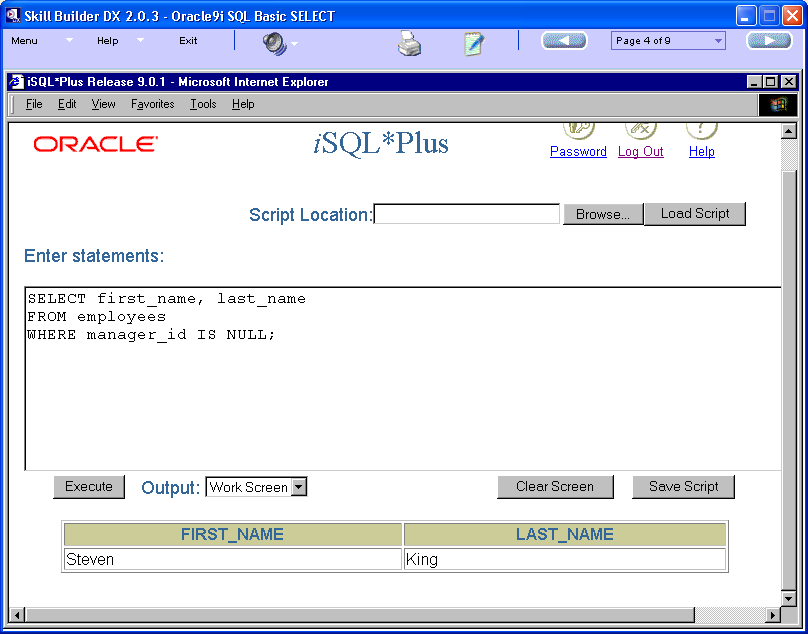 Skill Builder DX 2.0.3 - Oracle9i SQL Basic SELECT
Menu Help Exit Page 4 of 9
iSQL*Plus Release 9.0.1 - Microsoft Internet Explorer
File Edit View Favorites Tools Help
ORACLE iSQL*Plus
Password Log Out Help
Script Location: Browse... Load Script
Enter statements:
SELECT first_name, last_name
FROM employees
WHERE manager_id IS NULL;
Execute Output: Work Screen Clear Screen Save Script
FIRST_NAME LAST_NAME
Steven King